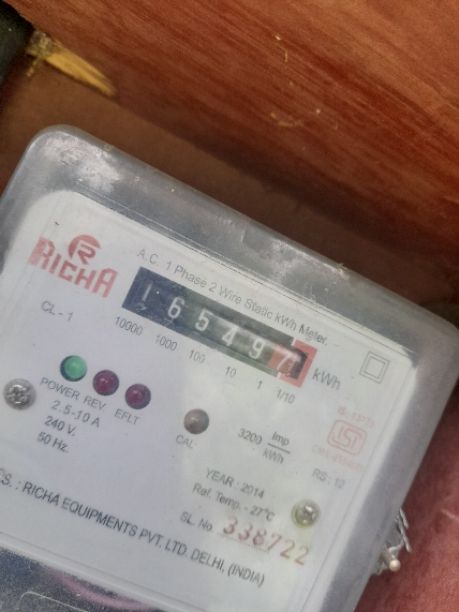 RICHA
A.C. 1 Phase 2 Wire Static kWh Meter.
165497
kWh
CL - 1
10000 1000 100 10 1 1/10
POWER REV EFLT
2.5-10 A
240 V.
50 Hz.
CAL
3200 Imp/kWh
RS : 12
YEAR : 2014
Ref. Temp. - 27°C
SL. No. 338722
RICHA EQUIPMENTS PVT. LTD. DELHI, (INDIA)